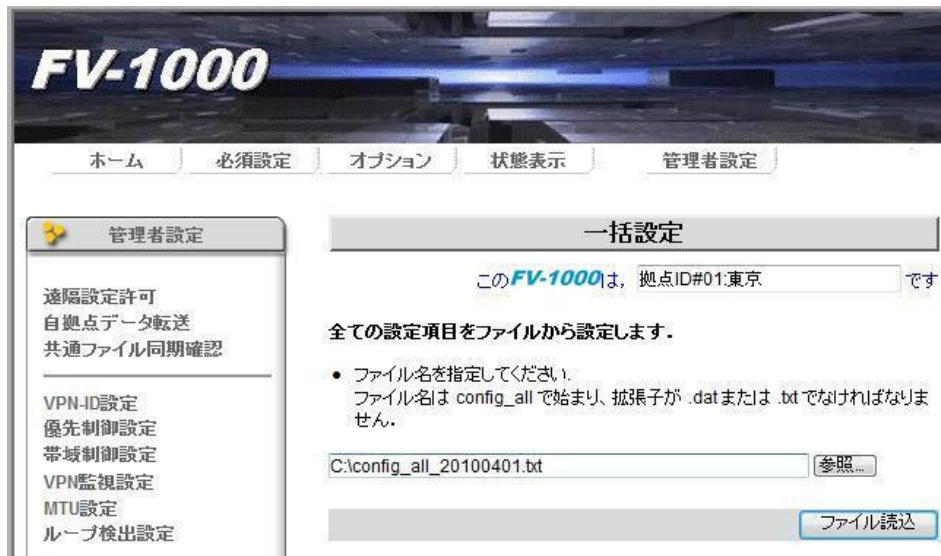 FV-1000
ホーム 必須設定 オプション 状態表示 管理者設定
管理者設定
遠隔設定許可
自拠点データ転送
共通ファイル同期確認
VPN-ID設定
優先制御設定
帯域制御設定
VPN監視設定
MTU設定
ループ検出設定
一括設定
このFV-1000は, 拠点ID#01:東京 です
全ての設定項目をファイルから設定します.
• ファイル名を指定してください.
ファイル名は config_all で始まり、拡張子が .dat または .txt でなければなりま
せん.
C:\config_all_20100401.txt 参照...
ファイル読込